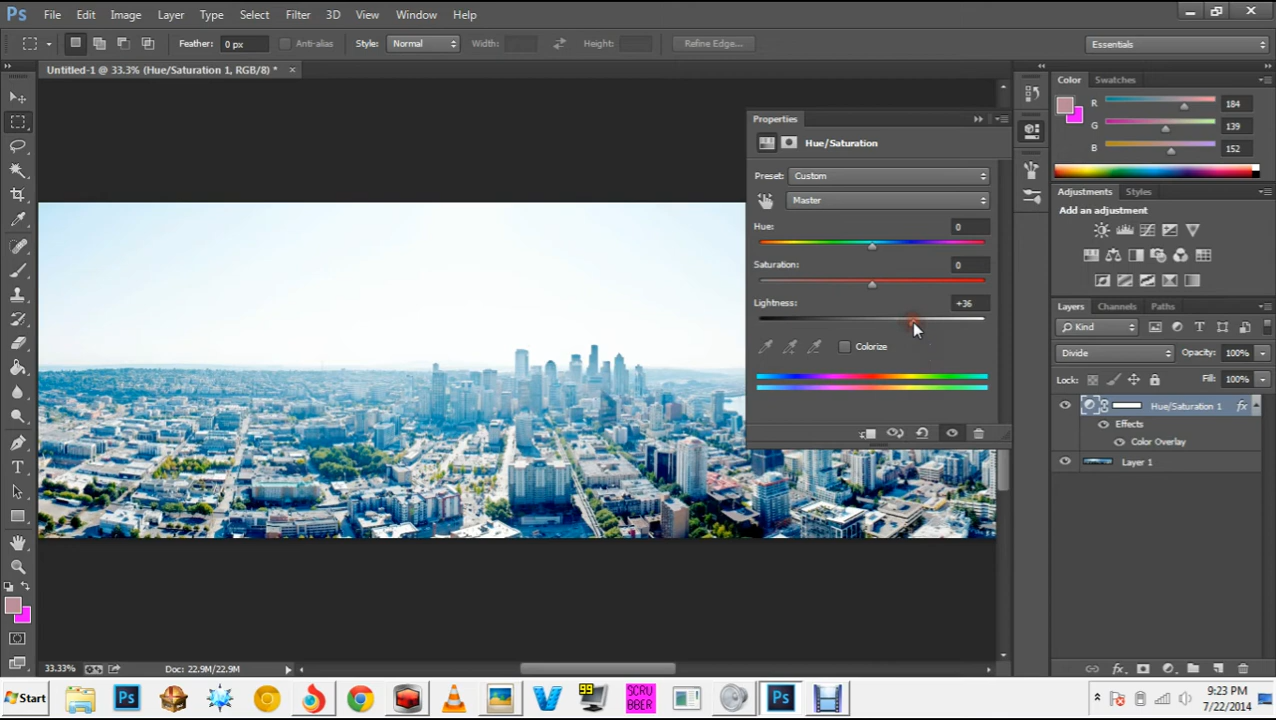 Ps File Edit Image Layer Type Select Filter 3D View Window Help
Feather: 0 px Anti-alias Style: Normal Width: Height: Refine Edge... Essentials
Untitled-1 @ 33.3% (Hue/Saturation 1, RGB/8) * ×
Properties
Hue/Saturation
Preset: Custom
Master
Hue: 0
Saturation: 0
Lightness: +36
Colorize
Color Swatches
R 184
G 139
B 152
Adjustments Styles
Add an adjustment
Layers Channels Paths
Kind
Divide Opacity: 100%
Lock: Fill: 100%
Hue/Saturation 1 fx
Effects
Color Overlay
Layer 1
33.33% Doc: 22.9M/22.9M
Start Ps 99 SCRU BBER Ps 9:23 PM
7/22/2014